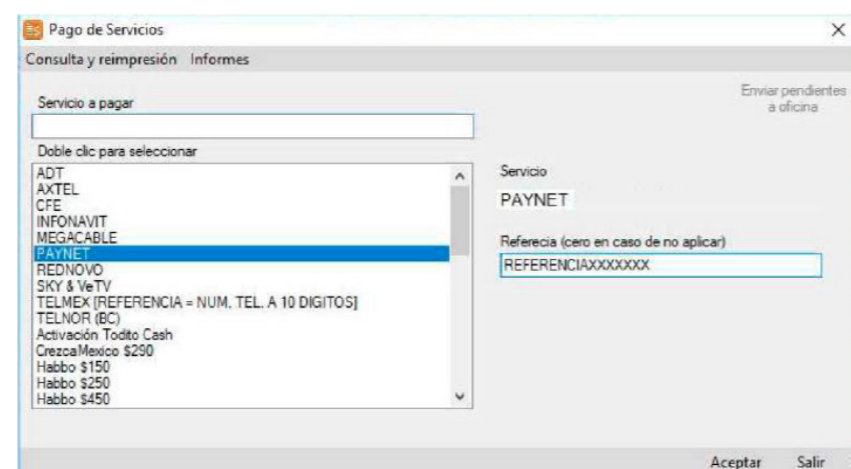 Pago de Servicios
Consulta y reimpresión Informes
Enviar pendientes
a oficina
Servicio a pagar
Doble clic para seleccionar
ADT
AXTEL
CFE
INFONAVIT
MEGACABLE
PAYNET
REDNOVO
SKY & VeTV
TELMEX [REFERENCIA = NUM. TEL. A 10 DIGITOS]
TELNOR (BC)
Activación Todito Cash
CrezcaMexico $290
Habbo $150
Habbo $250
Habbo $450
Servicio
PAYNET
Referecia (cero en caso de no aplicar)
REFERENCIAXXXXXXX
Aceptar Salir